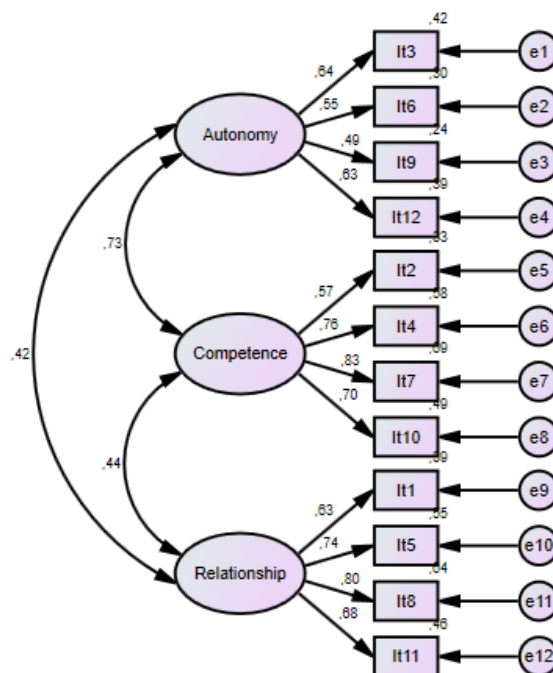 ,42
,64 It3 e1
,30
,55 It6 e2
Autonomy
,24
,49 It9 e3
,39
,63 It12 e4
,33
,73
,57 It2 e5
,58
,76 It4 e6
,42
Competence
,69
,83 It7 e7
,49
,70 It10 e8
,39
,44
,63 It1 e9
,55
,74 It5 e10
,64
Relationship
,80 It8 e11
,46
,68 It11 e12